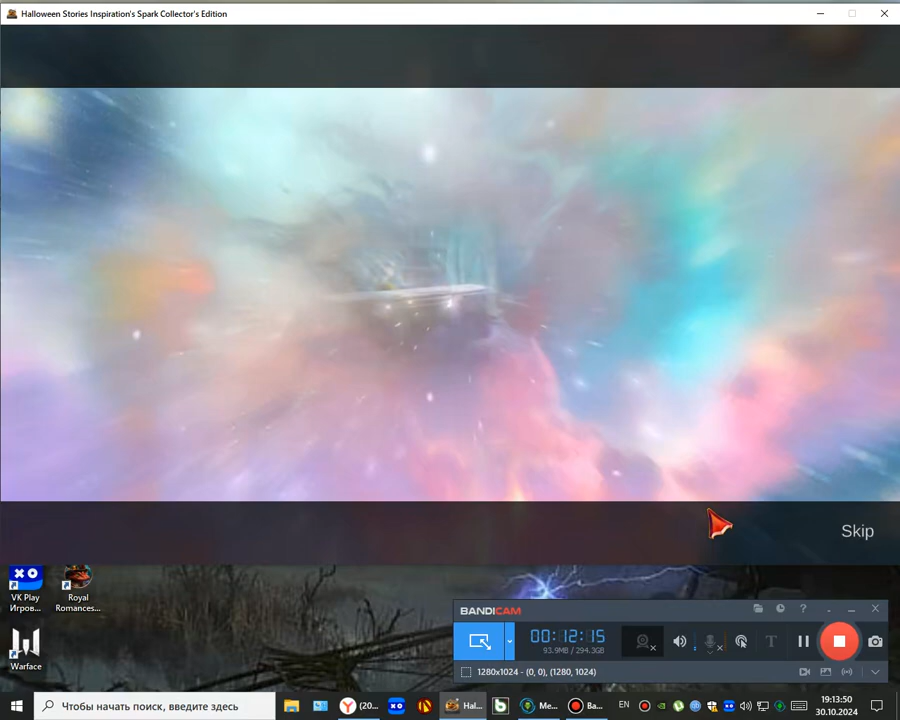 Halloween Stories Inspiration's Spark Collector's Edition
Skip
VK Play
Игров...
Royal
Romances...
Warface
BANDICAM
00:12:15
93.9MB / 294.3GB
1280x1024 - (0, 0), (1280, 1024)
Чтобы начать поиск, введите здесь
(20...
Hal...
Me...
Ba...
EN
19:13:50
30.10.2024